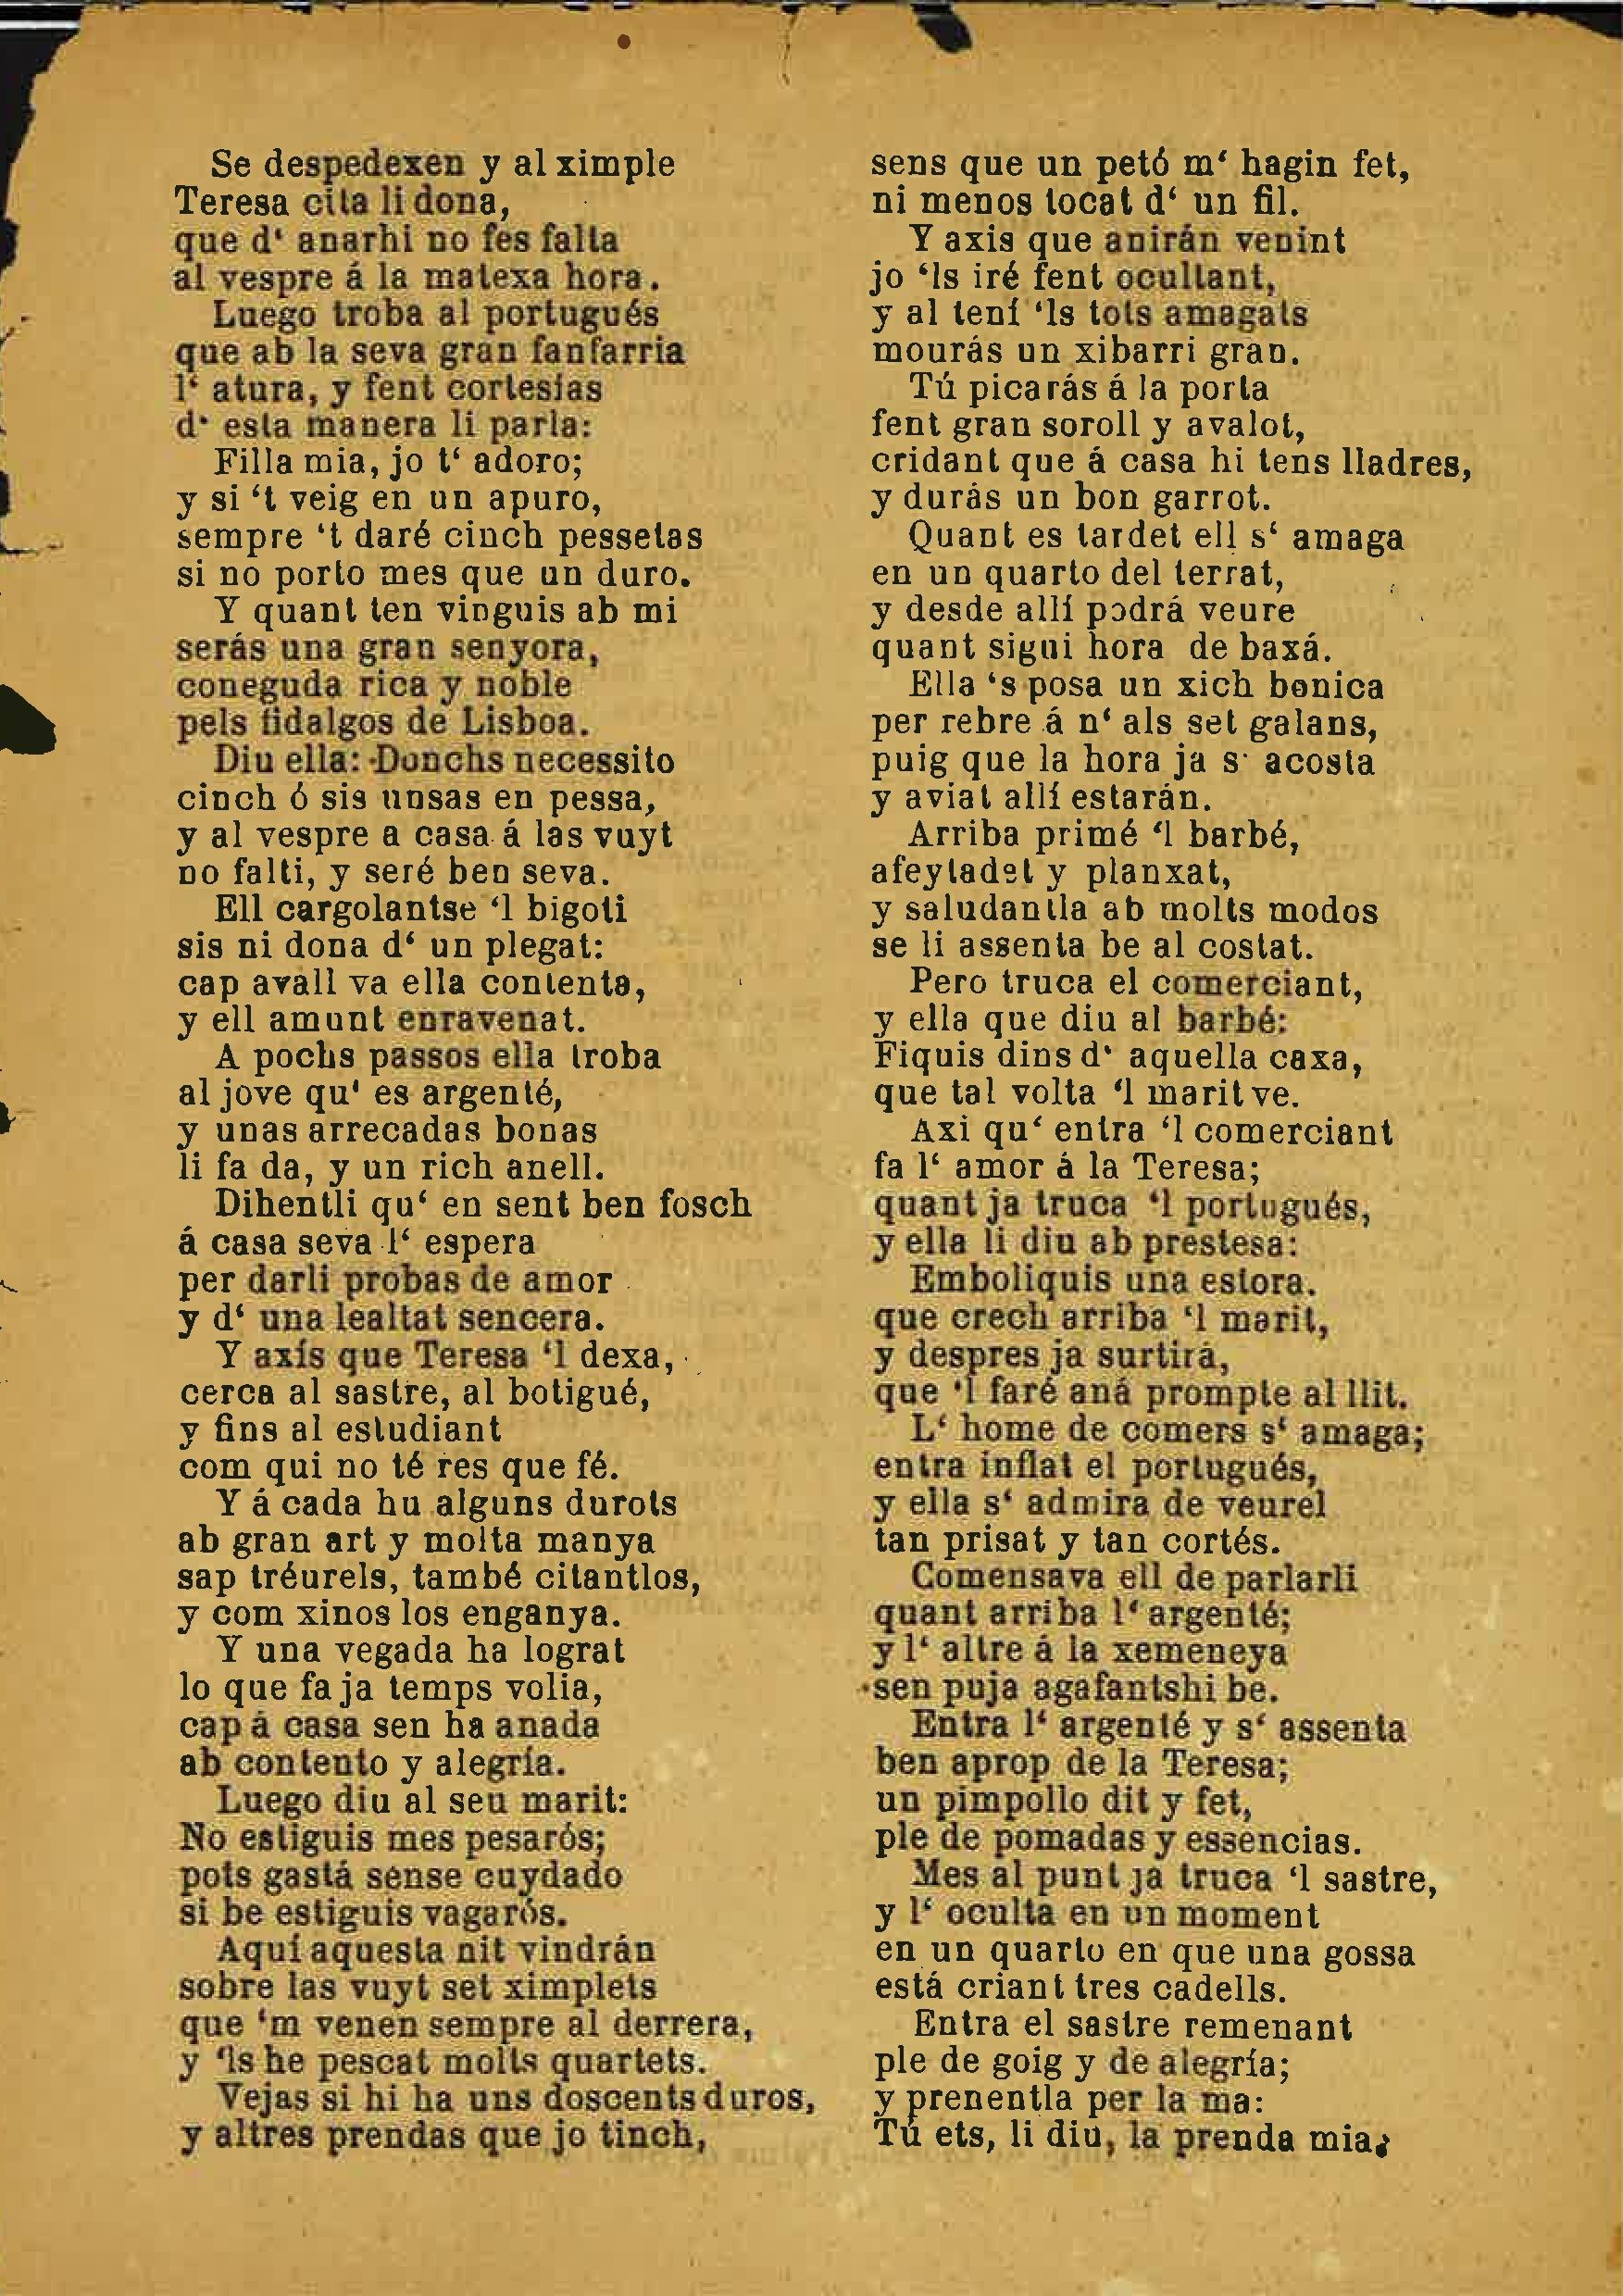 Se despedexen y al ximple
Teresa cita li dona,
que d‘ anarhi no fes falta
al vespre á la matexa hora.
Luego troba al portugués
que ab la seva gran fanfarria
l‘ atura, y fent cortesías
d‘ esta manera li parla:
Filla mia, jo t‘ adoro;
y si ‘t veig en un apuro,
sempre ‘t daré cinch pessetas
si no porto mes que un duro.
Y quant ten vinguis ab mi
serás una gran senyora,
coneguda rica y noble
pels fidalgos de Lisboa.
Diu ella: Donchs necessito
cinch ó sis unsas en pessa,
y al vespre a casa á las vuyt
no falti, y seré ben seva.
Ell cargolantse ‘l bigoti
sis ni dona d‘ un plegat:
cap avall va ella contenta,
y ell amunt enravenat.
A pochs passos ella troba
al jove qu‘ es argenté,
y unas arrecadas bonas
li fa da, y un rich anell.
Dihentli qu‘ en sent ben fosch
á casa seva l‘ espera
per darli probas de amor
y d‘ una lealtat sencera.
Y axís que Teresa ‘l dexa,
cerca al sastre, al botigué,
y fins al estudiant
com qui no té res que fé.
Y á cada hu alguns durots
ab gran art y molta manya
sap tréurels, també citantlos,
y com xinos los enganya.
Y una vegada ha lograt
lo que fa ja temps volia,
cap á casa sen ha anada
ab contento y alegría.
Luego diu al seu marit:
No estiguis mes pesarós;
pots gastá sense cuydado
si be estiguis vagarós.
Aquí aquesta nit vindrán
sobre las vuyt set ximplets
que ‘m venen sempre al derrera,
y ‘ls he pescat molts quartets.
Vejas si hi ha uns doscents duros,
y altres prendas que jo tinch,
sens que un petó m‘ hagin fet,
ni menos tocat d‘ un fil.
Y axis que anirán venint
jo ‘ls iré fent ocultant,
y al tení ‘ls tots amagats
mourás un xibarri gran.
Tú picarás á la porta
fent gran soroll y avalot,
cridant que á casa hi tens lladres,
y durás un bon garrot.
Quant es tardet ell s‘ amaga
en un quarto del terrat,
y desde allí podrá veure
quant sigui hora de baxá.
Ella ‘s posa un xich bonica
per rebre á n‘ als set galans,
puig que la hora ja s‘ acosta
y aviat allí estarán.
Arriba primé ‘l barbé,
afeytadet y planxat,
y saludantla ab molts modos
se li assenta be al costat.
Pero truca el comerciant,
y ella que diu al barbé:
Fiquis dins d‘ aquella caxa,
que tal volta ‘l marit ve.
Axi qu‘ entra ‘l comerciant
fa l‘ amor á la Teresa;
quant ja truca ‘l portugués,
y ella li diu ab prestesa:
Emboliquis una estora.
que crech arriba ‘l marit,
y despres ja surtirá,
que ‘l faré aná prompte al llit.
L‘ home de comers s‘ amaga;
entra inflat el portugués,
y ella s‘ admira de veurel
tan prisat y tan cortés.
Comensava ell de parlarli
quant arriba l‘ argenté;
y l‘ altre á la xemeneya
sen puja agafantshi be.
Entra l‘ argenté y s‘ assenta
ben aprop de la Teresa;
un pimpollo dit y fet,
ple de pomadas y essencias.
Mes al punt ja truca ‘l sastre,
y l‘ oculta en un moment
en un quarto en que una gossa
está criant tres cadells.
Entra el sastre remenant
ple de goig y de alegría;
y prenentla per la ma:
Tú ets, li diu, la prenda mia;